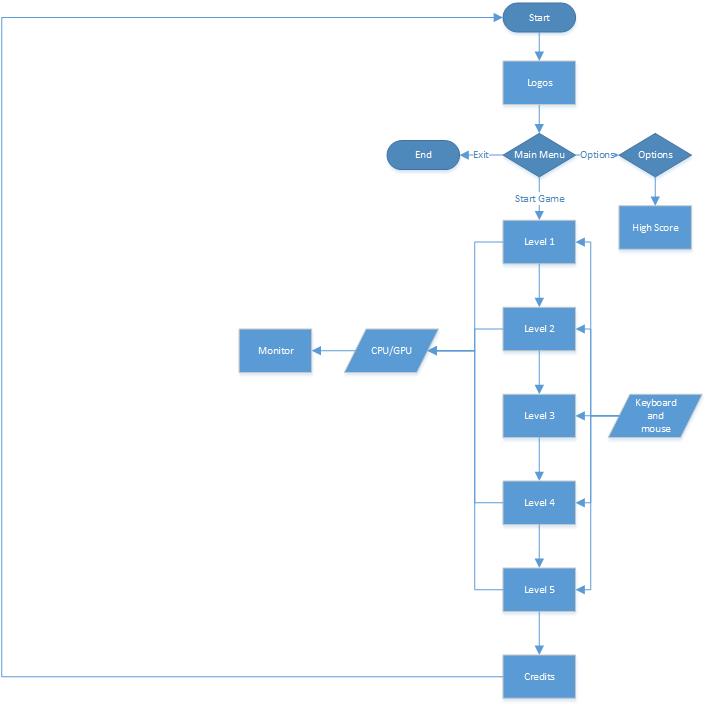 Start
Logos
End
Exit
Main Menu
Options
Options
Start Game
High Score
Level 1
Level 2
Monitor
CPU/GPU
Level 3
Keyboard
and
mouse
Level 4
Level 5
Credits